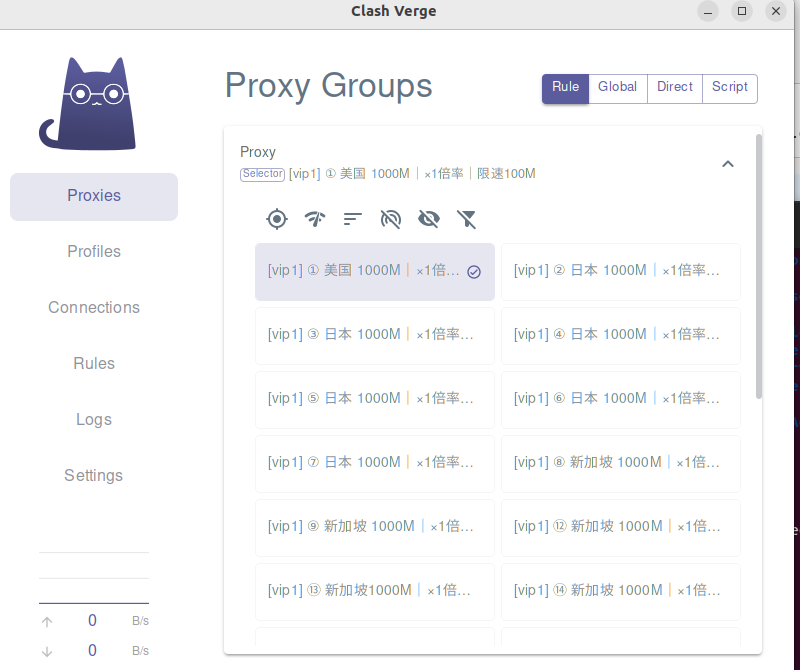 Clash Verge
Proxy Groups
Rule Global Direct Script
Proxy
Selector [vip1] ① 美国 1000M｜×1倍率｜限速100M
Proxies
Profiles
Connections
Rules
Logs
Settings
[vip1] ① 美国 1000M｜×1倍... [vip1] ② 日本 1000M｜×1倍率...
[vip1] ③ 日本 1000M｜×1倍率... [vip1] ④ 日本 1000M｜×1倍率...
[vip1] ⑤ 日本 1000M｜×1倍率... [vip1] ⑥ 日本 1000M｜×1倍率...
[vip1] ⑦ 日本 1000M｜×1倍率... [vip1] ⑧ 新加坡 1000M｜×1倍...
[vip1] ⑨ 新加坡 1000M｜×1倍... [vip1] ⑫ 新加坡 1000M｜×1倍...
[vip1] ⑬ 新加坡1000M｜×1倍... [vip1] ⑭ 新加坡 1000M｜×1倍...
0 B/s
0 B/s